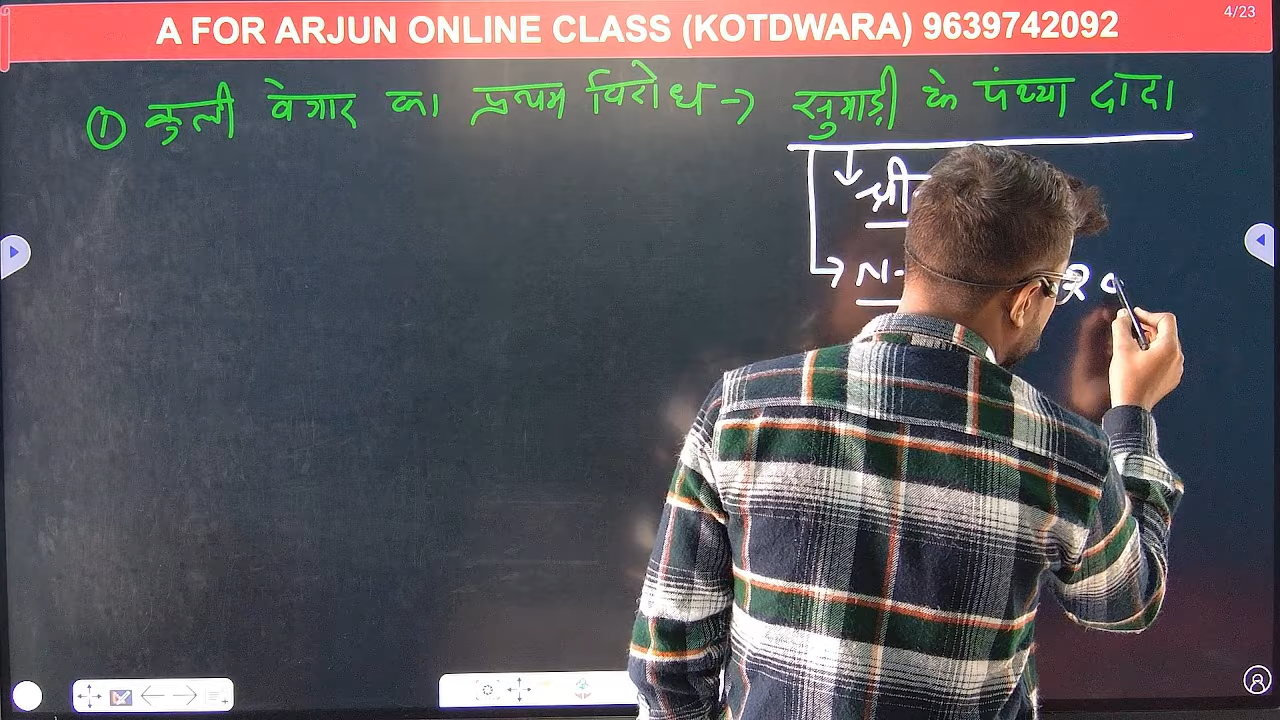 A FOR ARJUN ONLINE CLASS (KOTDWARA) 9639742092
4/23
① कुली बेगार का प्रथम विरोध → सुमाड़ी के पंथ्या दादा